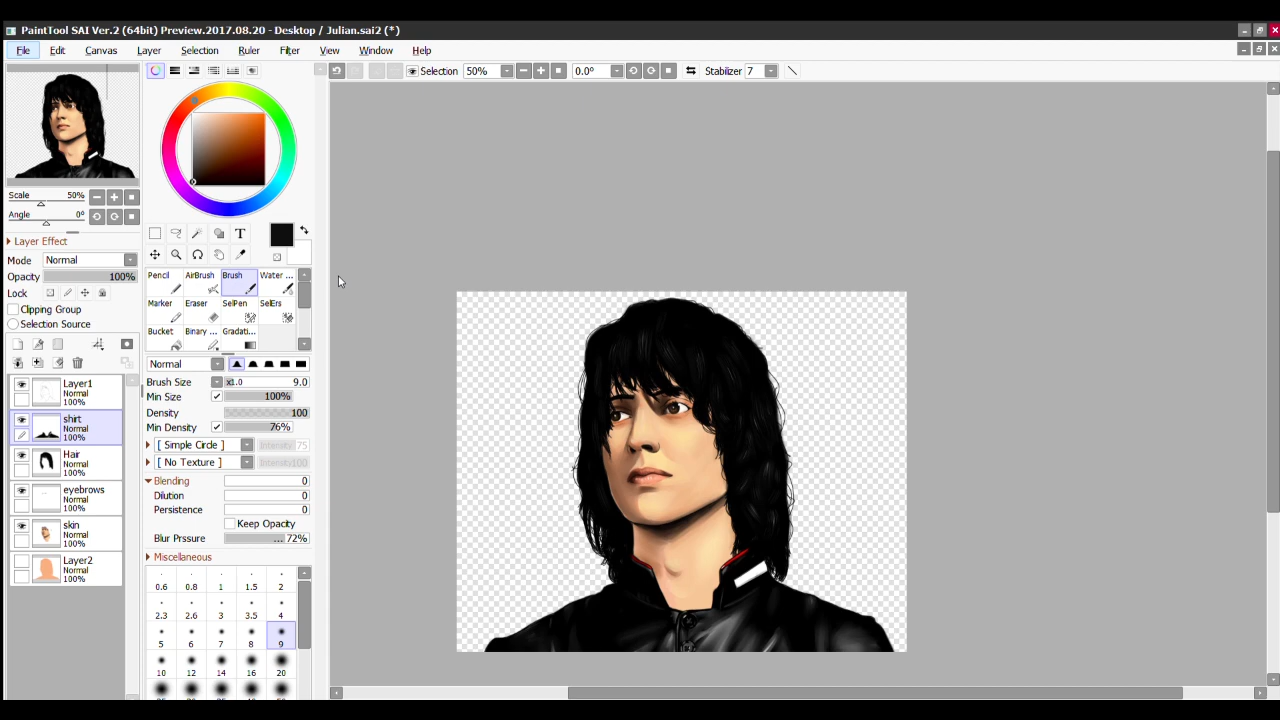 PaintTool SAI Ver.2 (64bit) Preview.2017.08.20 - Desktop / Julian.sai2 (*)
File Edit Canvas Layer Selection Ruler Filter View Window Help
Selection 50% 0.0º Stabilizer 7
Scale 50%
Angle 0º
Layer Effect
Mode Normal
Opacity 100%
Lock
Clipping Group
Selection Source
Layer1
Normal
100%
shirt
Normal
100%
Hair
Normal
100%
eyebrows
Normal
100%
skin
Normal
100%
Layer2
Normal
100%
T
Pencil AirBrush Brush Water ...
Marker Eraser SelPen SelErs
Bucket Binary ... Gradati...
Normal
Brush Size x1.0 9.0
Min Size 100%
Density 100
Min Density 76%
[ Simple Circle ] Intensity 75
[ No Texture ] Intensity 100
Blending 0
Dilution 0
Persistence 0
Keep Opacity
Blur Prssure ... 72%
Miscellaneous
0.6 0.8 1 1.5 2
2.3 2.6 3 3.5 4
5 6 7 8 9
10 12 14 16 20